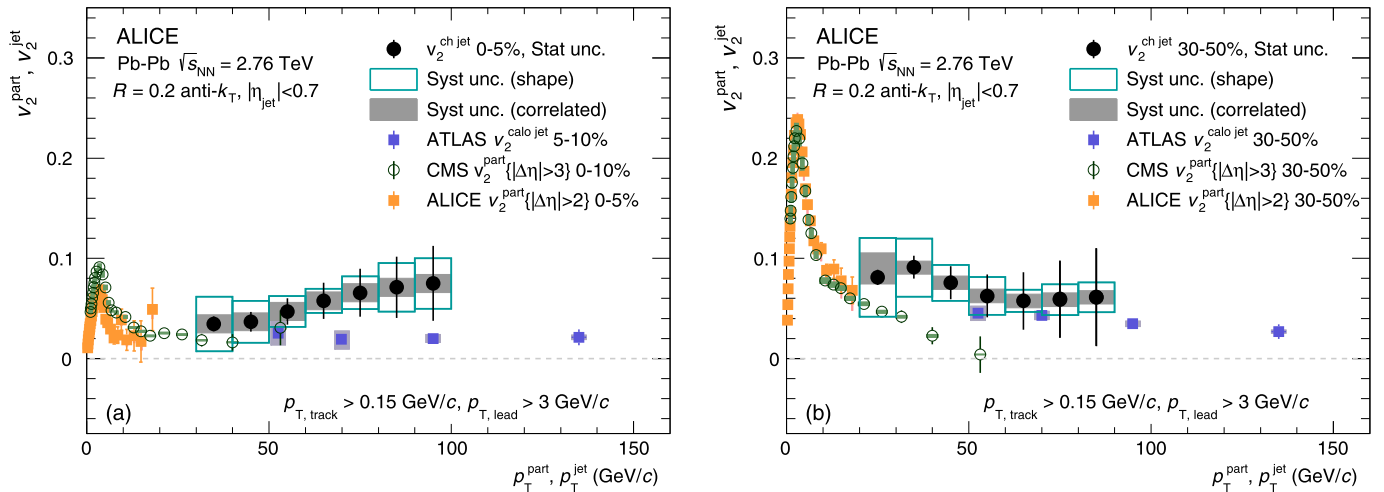 ALICE
Pb-Pb √s_NN = 2.76 TeV
R = 0.2 anti-k_T, |η_jet|<0.7
v_2^ch jet 0-5%, Stat unc.
Syst unc. (shape)
Syst unc. (correlated)
ATLAS v_2^calo jet 5-10%
CMS v_2^part{|Δη|>3} 0-10%
ALICE v_2^part{|Δη|>2} 0-5%
v_2^part, v_2^jet
0.3
0.2
0.1
0
(a)
p_T, track > 0.15 GeV/c, p_T, lead > 3 GeV/c
0 50 100 150
p_T^part, p_T^jet (GeV/c)
ALICE
Pb-Pb √s_NN = 2.76 TeV
R = 0.2 anti-k_T, |η_jet|<0.7
v_2^ch jet 30-50%, Stat unc.
Syst unc. (shape)
Syst unc. (correlated)
ATLAS v_2^calo jet 30-50%
CMS v_2^part{|Δη|>3} 30-50%
ALICE v_2^part{|Δη|>2} 30-50%
v_2^part, v_2^jet
0.3
0.2
0.1
0
(b)
p_T, track > 0.15 GeV/c, p_T, lead > 3 GeV/c
0 50 100 150
p_T^part, p_T^jet (GeV/c)